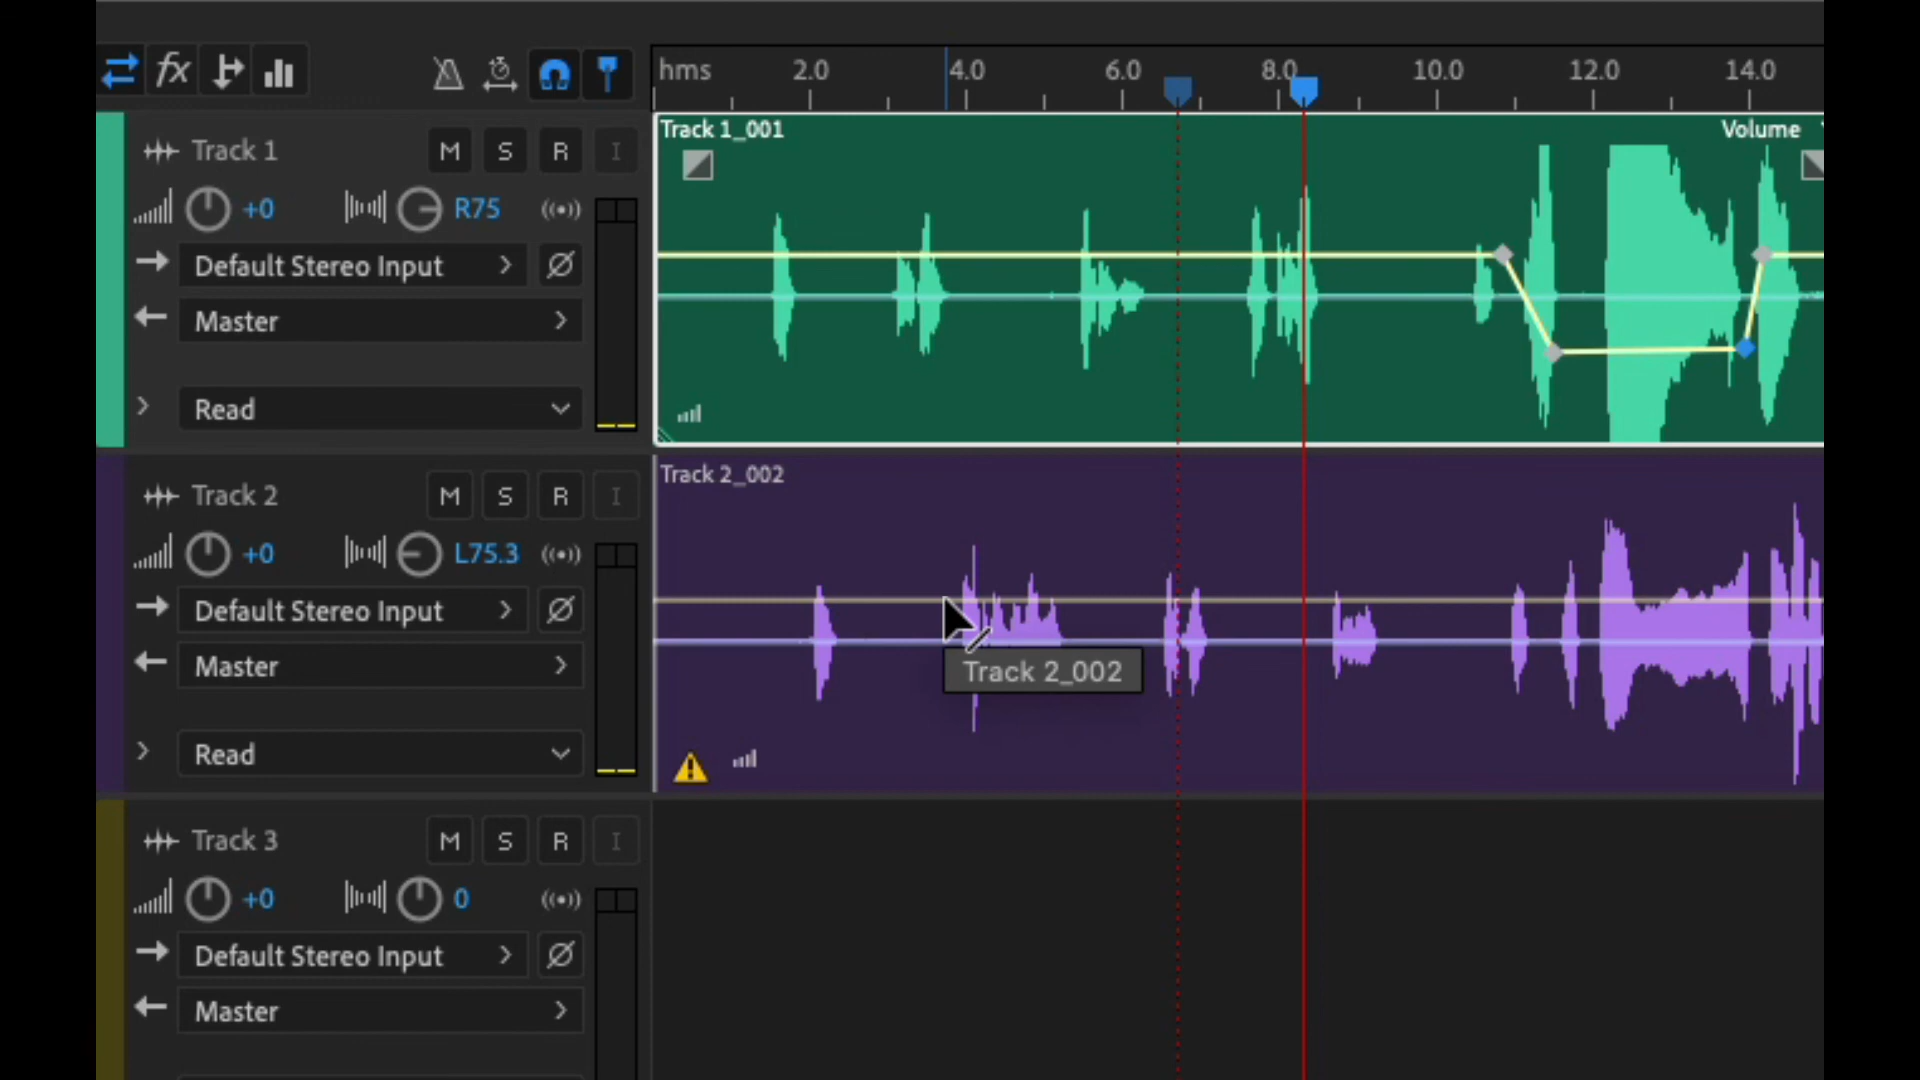 fx
hms 2.0 4.0 6.0 8.0 10.0 12.0 14.0
Track 1 M S R I
+0 R75
Default Stereo Input
Master
Read
Track 1_001 Volume
Track 2 M S R I
+0 L75.3
Default Stereo Input
Master
Read
Track 2_002
Track 2_002
Track 3 M S R I
+0 0
Default Stereo Input
Master